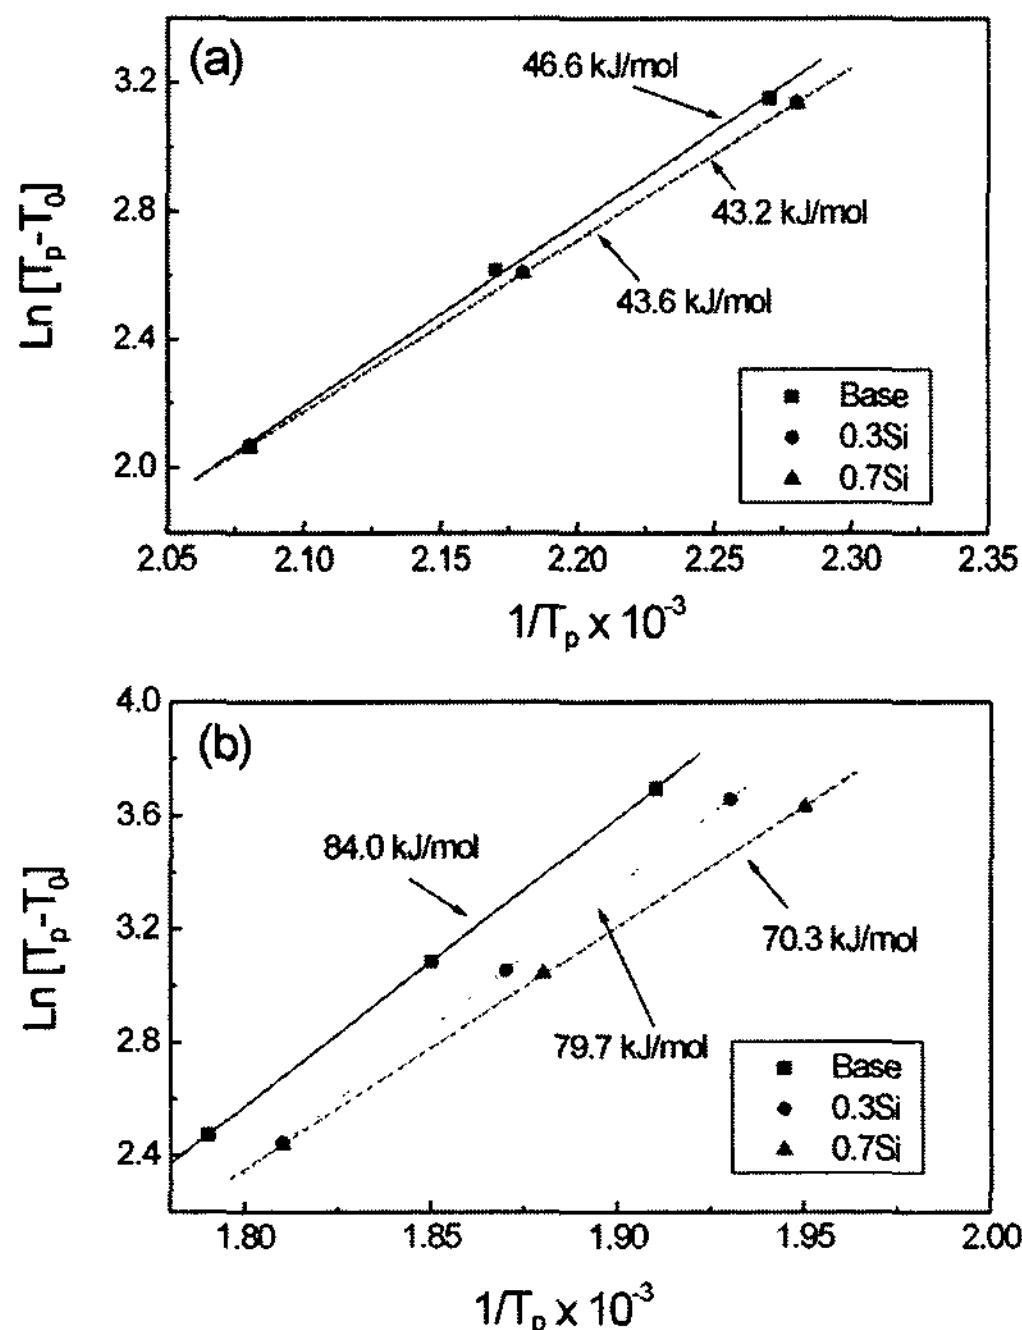 (a)
46.6 kJ/mol
43.2 kJ/mol
43.6 kJ/mol
Ln [Tₚ-T₀]
3.2
2.8
2.4
2.0
Base
0.3Si
0.7Si
2.05 2.10 2.15 2.20 2.25 2.30 2.35
1/Tₚ x 10⁻³
(b)
84.0 kJ/mol
70.3 kJ/mol
79.7 kJ/mol
Ln [Tₚ-T₀]
4.0
3.6
3.2
2.8
2.4
Base
0.3Si
0.7Si
1.80 1.85 1.90 1.95 2.00
1/Tₚ x 10⁻³